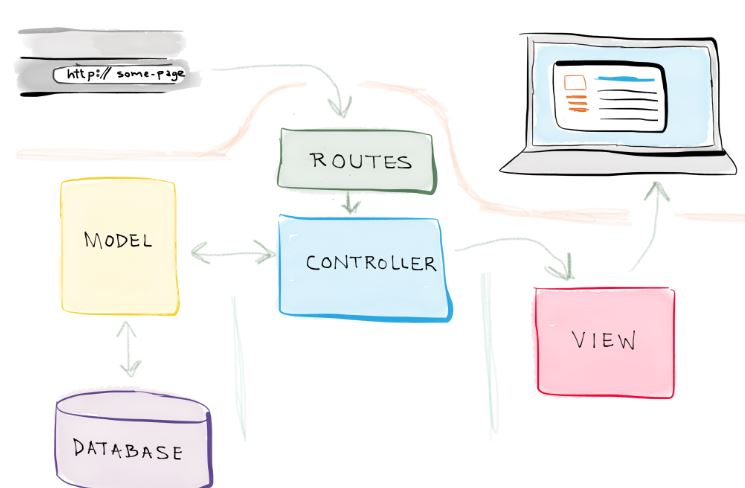 http:// some-page
ROUTES
MODEL
CONTROLLER
VIEW
DATABASE